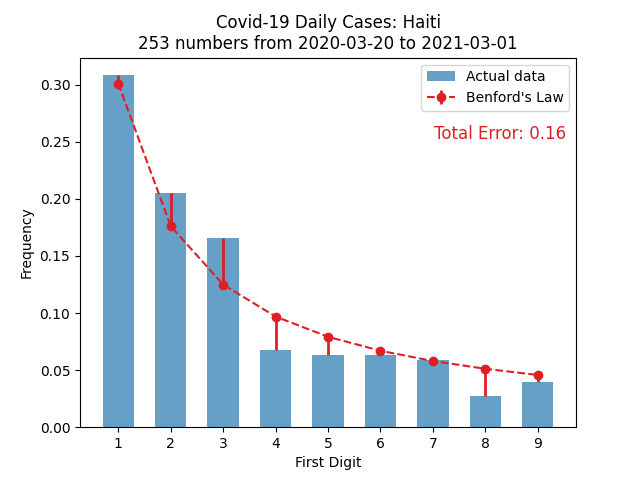 Covid-19 Daily Cases: Haiti
253 numbers from 2020-03-20 to 2021-03-01
Actual data
Benford's Law
Total Error: 0.16
Frequency
0.30
0.25
0.20
0.15
0.10
0.05
0.00
1 2 3 4 5 6 7 8 9
First Digit